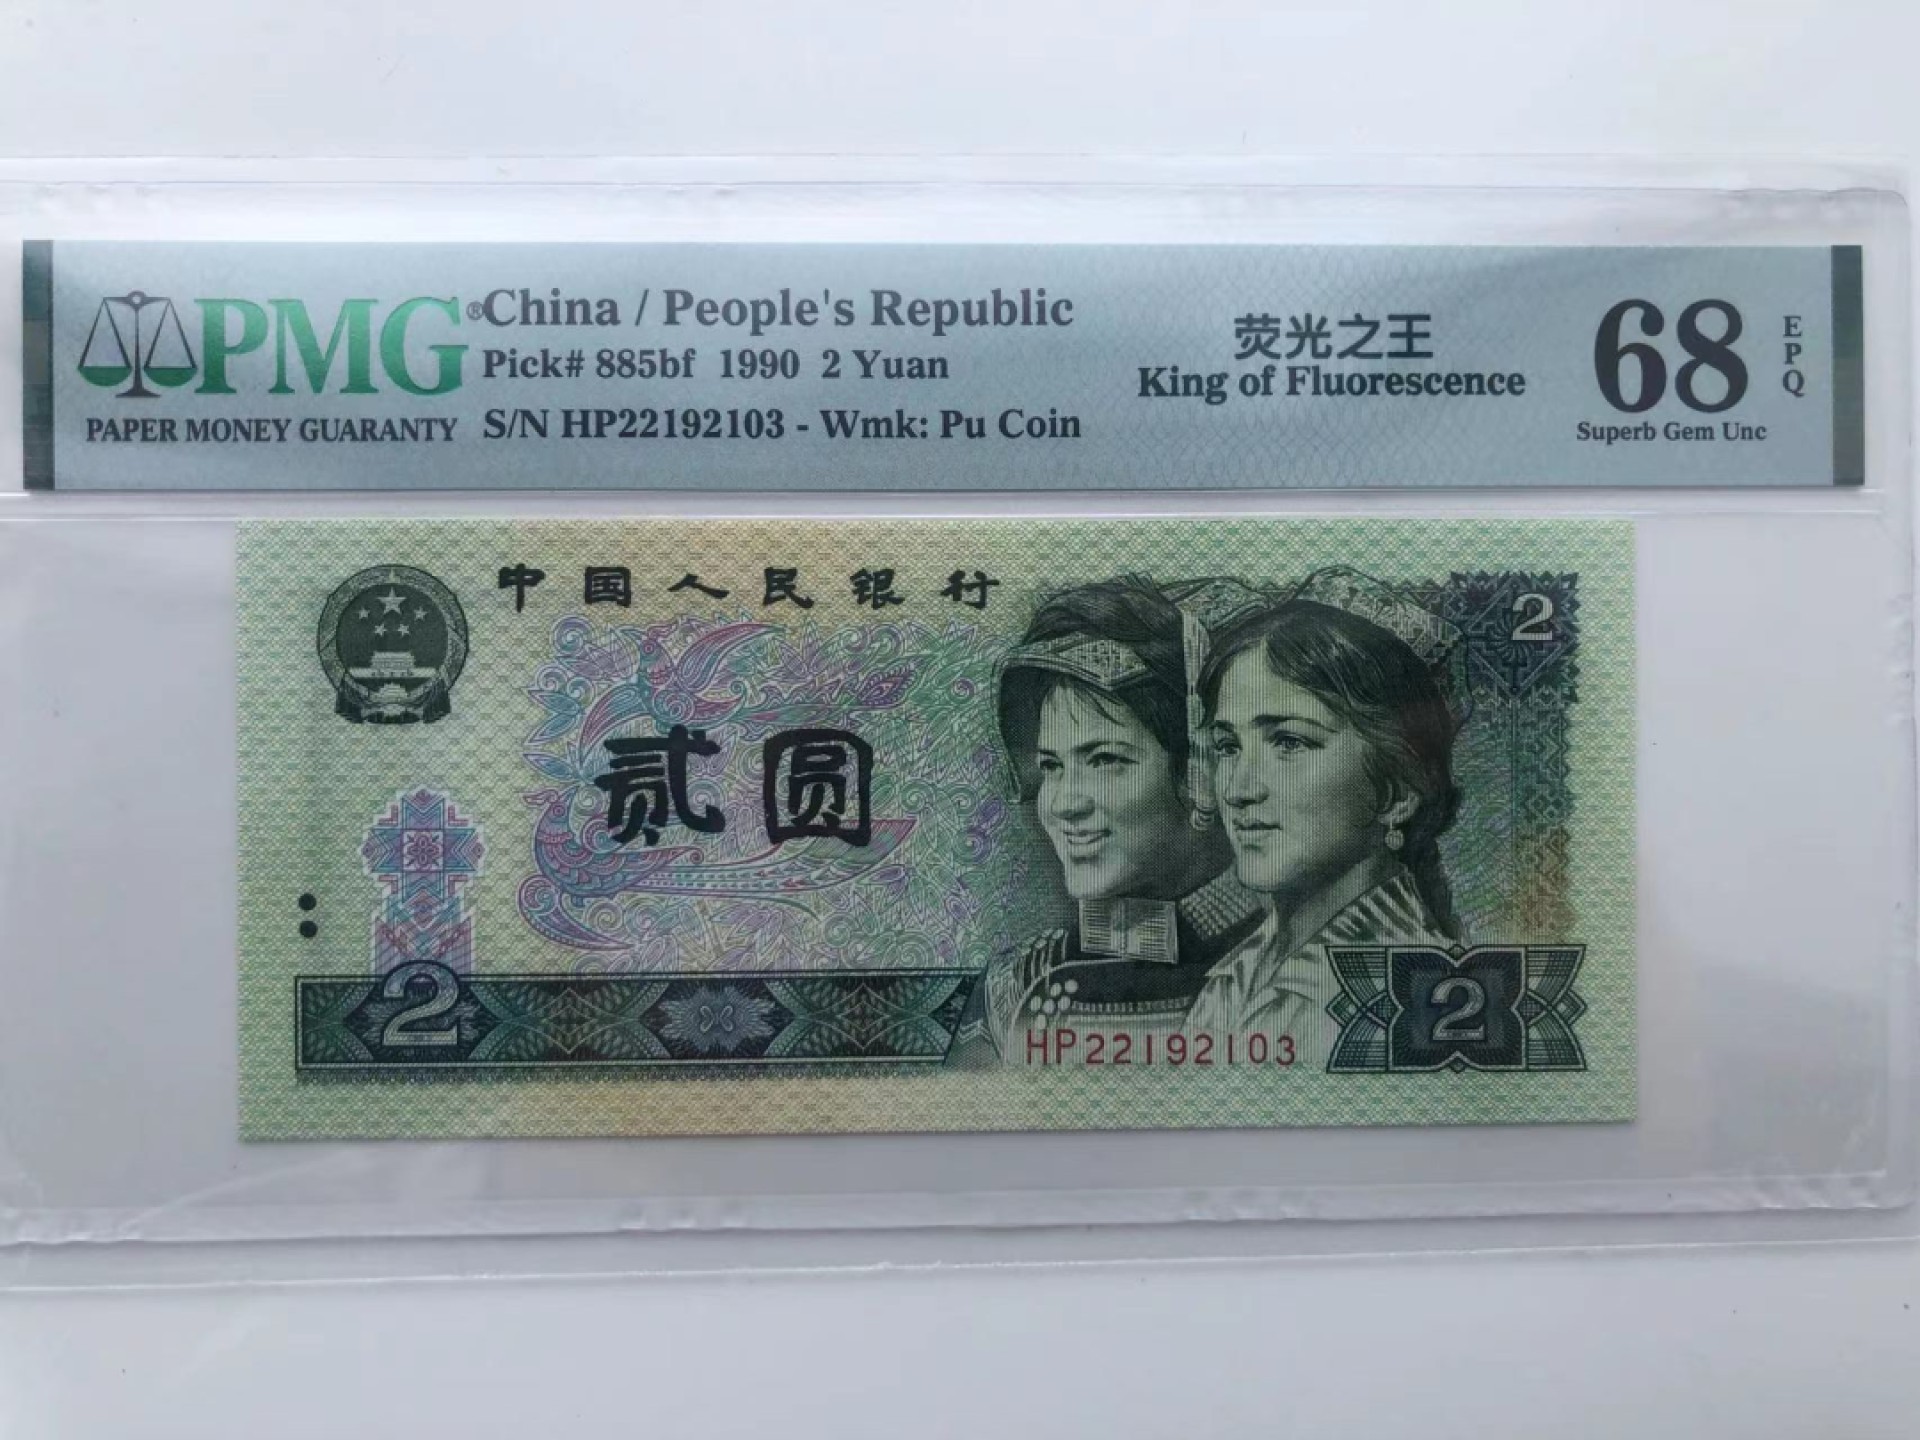 PMG®
PAPER MONEY GUARANTY
China / People's Republic
Pick# 885bf 1990 2 Yuan
S/N HP22192103 - Wmk: Pu Coin
荧光之王
King of Fluorescence
68
EPQ
Superb Gem Unc
中国人民银行
2
贰圆
2
2
HP22192103